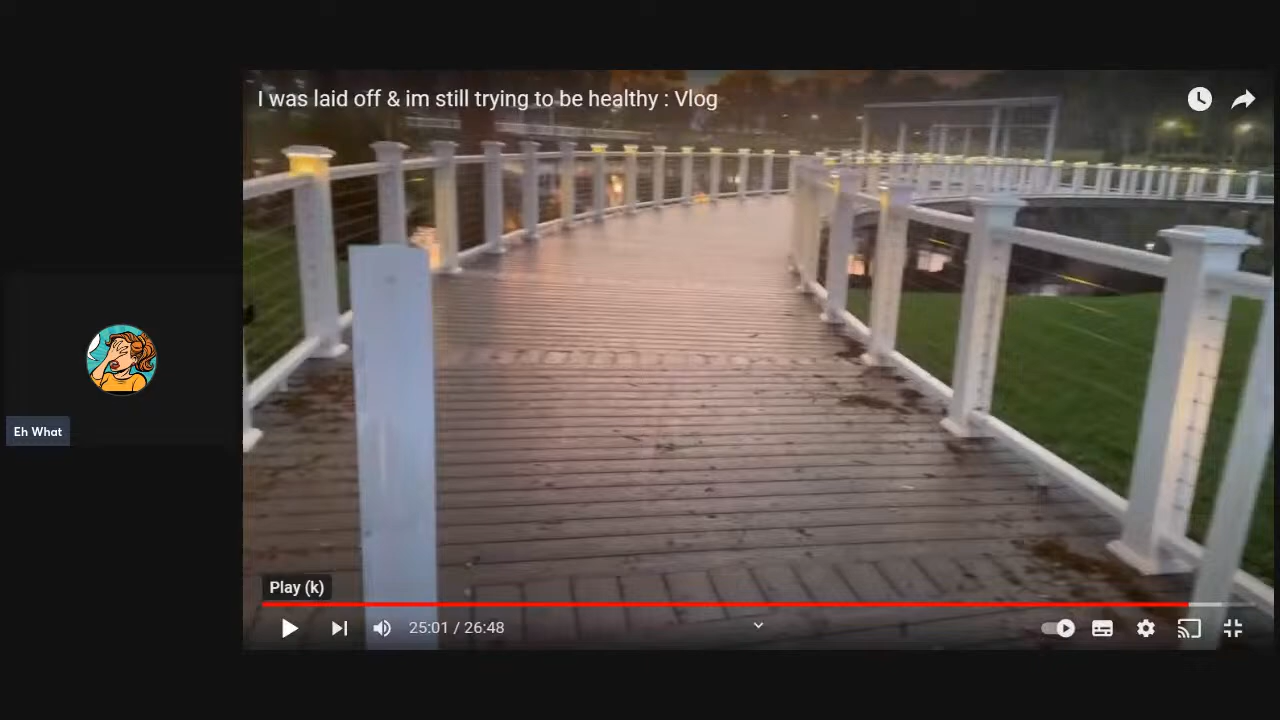 I was laid off & im still trying to be healthy : Vlog
Eh What
Play (k)
25:01 / 26:48